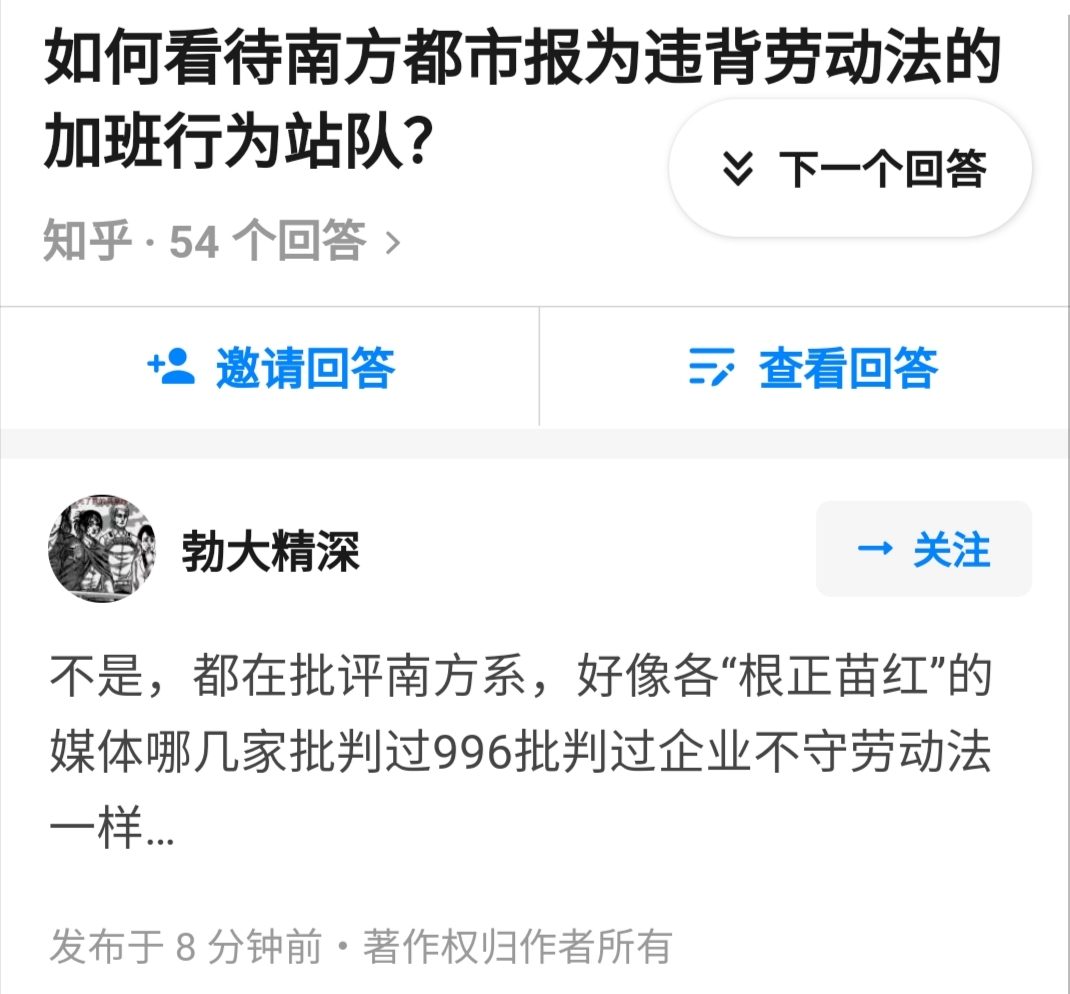 如何看待南方都市报为违背劳动法的
加班行为站队？
下一个回答
知乎 · 54 个回答 >
邀请回答
查看回答
勃大精深
关注
不是，都在批评南方系，好像各“根正苗红”的
媒体哪几家批判过996批判过企业不守劳动法
一样...
发布于 8 分钟前 · 著作权归作者所有